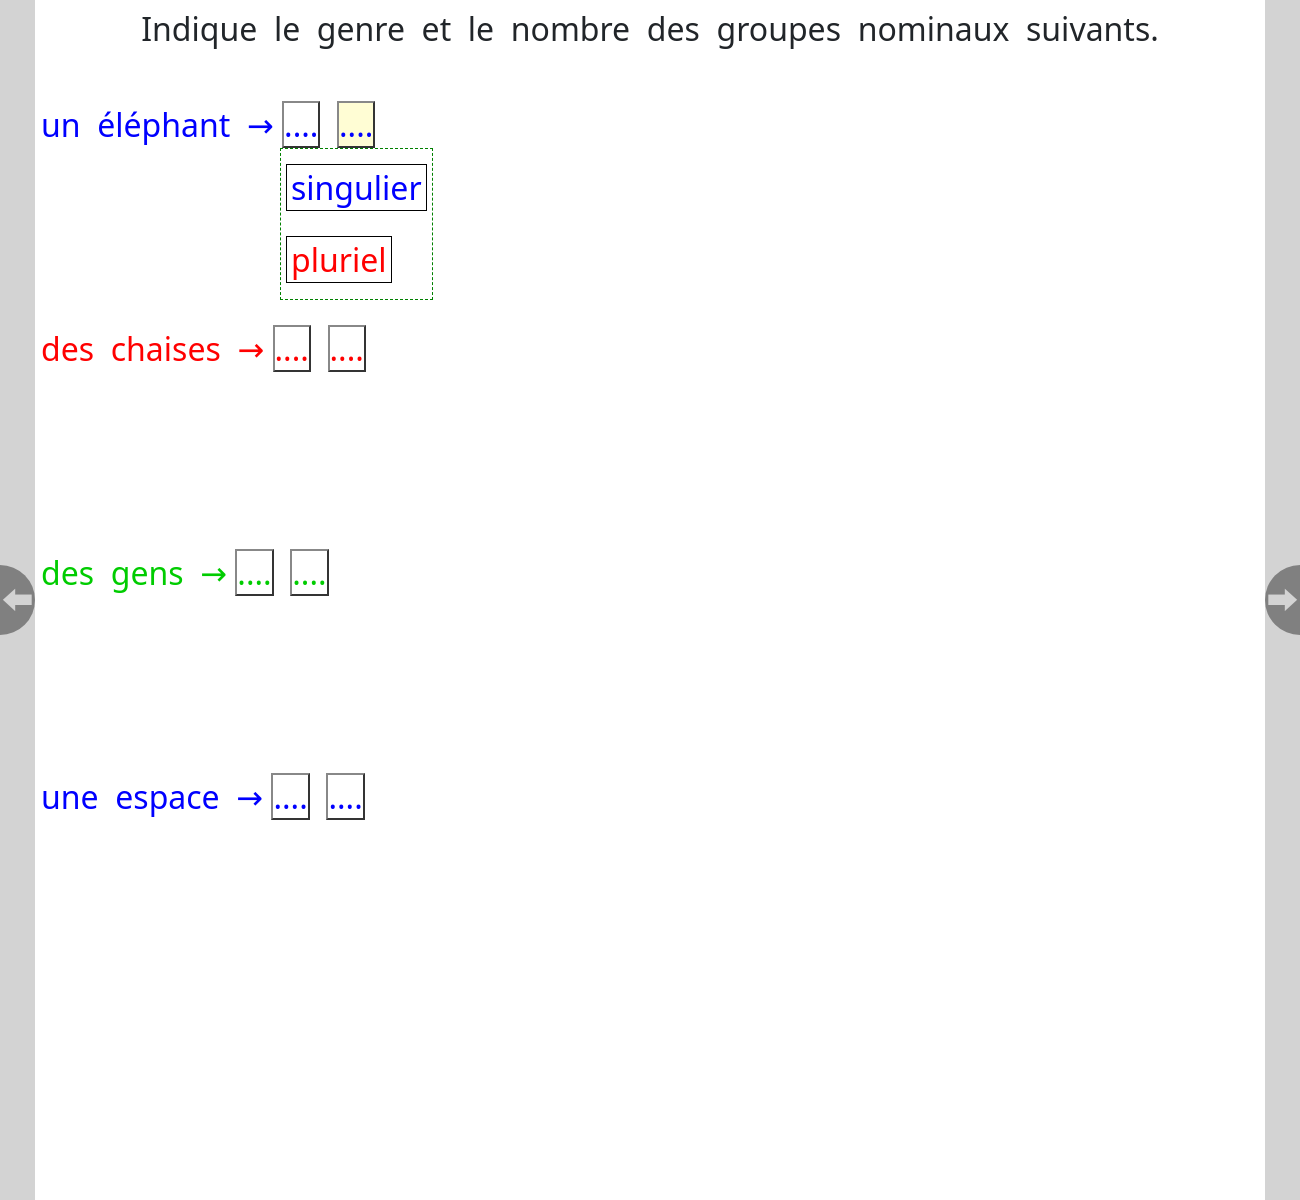 Indique le genre et le nombre des groupes nominaux suivants.
un éléphant → .... ....
singulier
pluriel
des chaises → .... ....
des gens → .... ....
une espace → .... ....